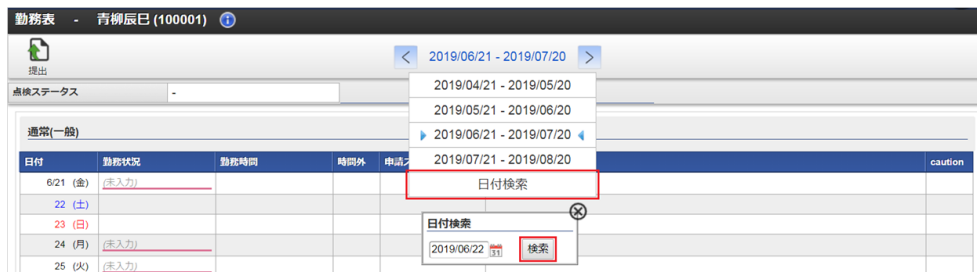 勤務表 - 青柳辰巳 (100001)
提出
2019/06/21 - 2019/07/20
点検ステータス
-
2019/04/21 - 2019/05/20
2019/05/21 - 2019/06/20
2019/06/21 - 2019/07/20
2019/07/21 - 2019/08/20
日付検索
通常(一般)
日付 勤務状況 勤務時間 時間外 caution
6/21 (金) (未入力)
22 (土)
23 (日)
24 (月) (未入力)
25 (火) (未入力)
日付検索
2019/06/22 31 検索